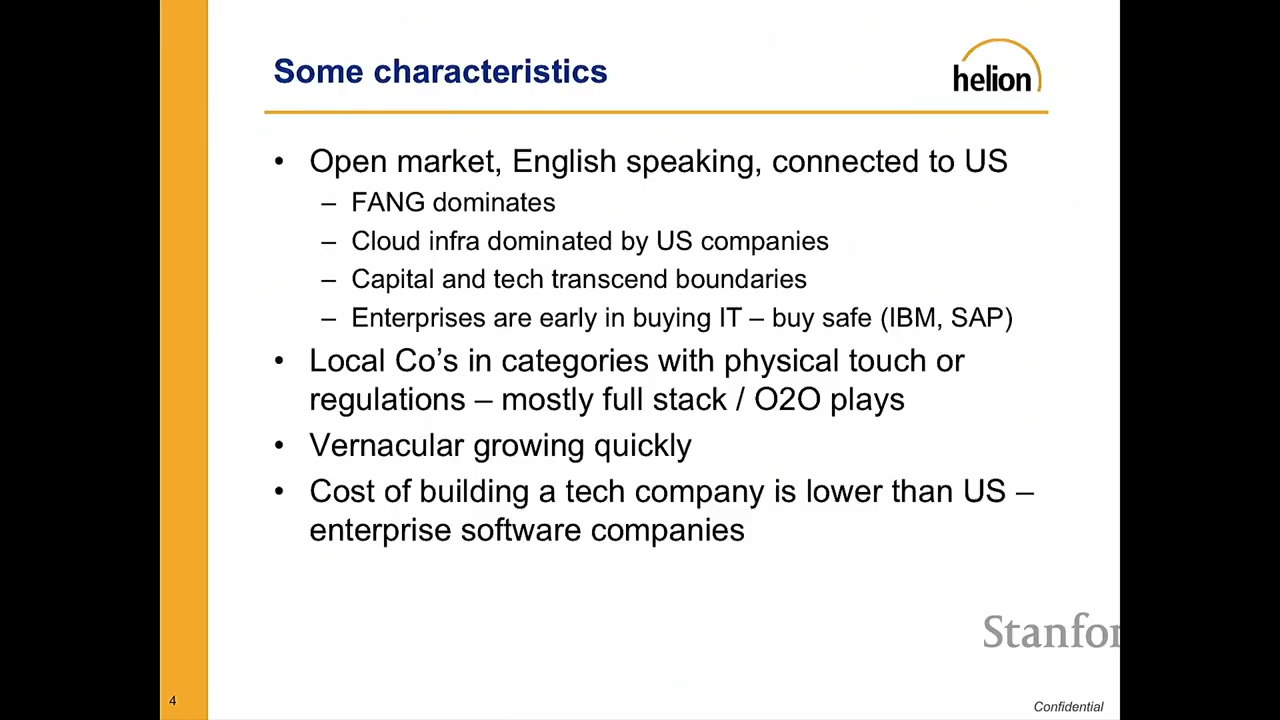 Some characteristics
helion
• Open market, English speaking, connected to US
– FANG dominates
– Cloud infra dominated by US companies
– Capital and tech transcend boundaries
– Enterprises are early in buying IT – buy safe (IBM, SAP)
• Local Co’s in categories with physical touch or
regulations – mostly full stack / O2O plays
• Vernacular growing quickly
• Cost of building a tech company is lower than US –
enterprise software companies
Stanfor
4
Confidential